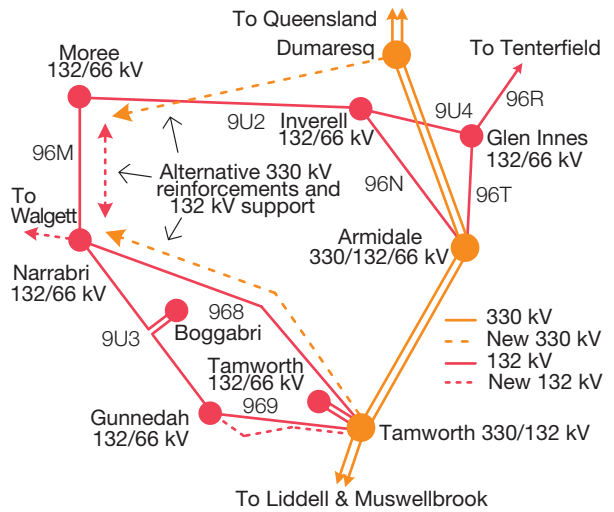 To Queensland
Dumaresq
Moree
132/66 kV
To Tenterfield
96R
9U4
Inverell
132/66 kV
9U2
Glen Innes
132/66 kV
96M
Alternative 330 kV
reinforcements and
132 kV support
96N
96T
To
Walgett
Armidale
330/132/66 kV
Narrabri
132/66 kV
968
Boggabri
9U3
330 kV
New 330 kV
132 kV
New 132 kV
Tamworth
132/66 kV
969
Gunnedah
132/66 kV
Tamworth 330/132 kV
To Liddell & Muswellbrook